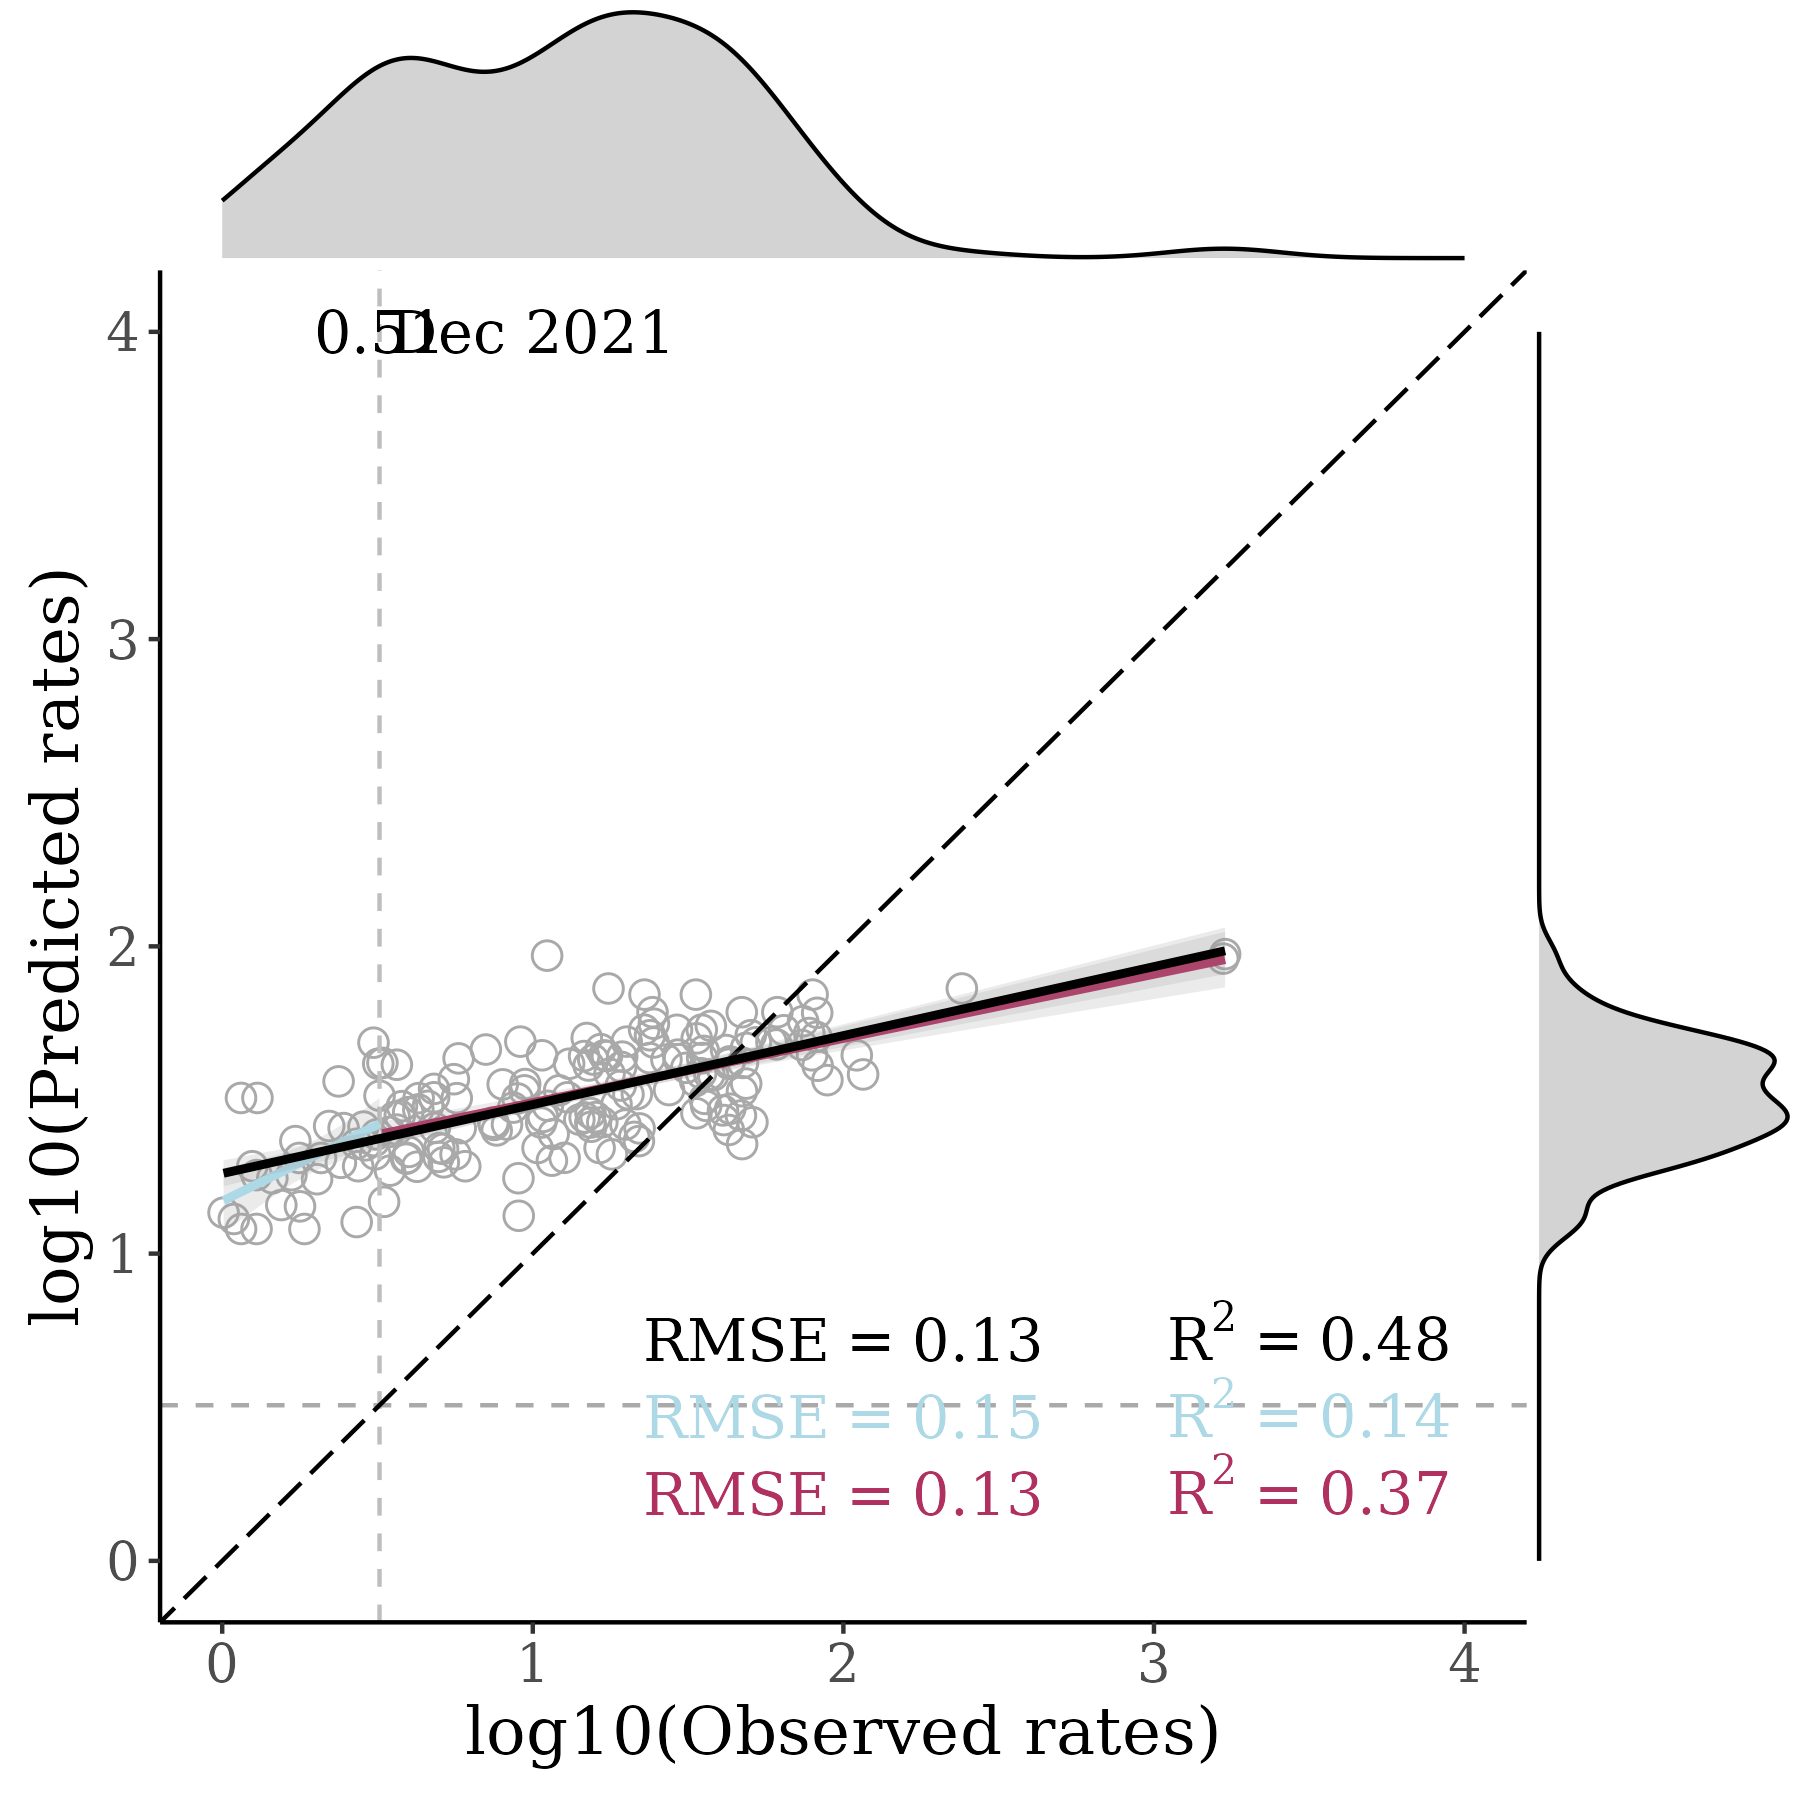 0.51 Dec 2021
4
3
2
1
0
log10(Predicted rates)
RMSE = 0.13 R² = 0.48
RMSE = 0.15 R² = 0.14
RMSE = 0.13 R² = 0.37
0 1 2 3 4
log10(Observed rates)